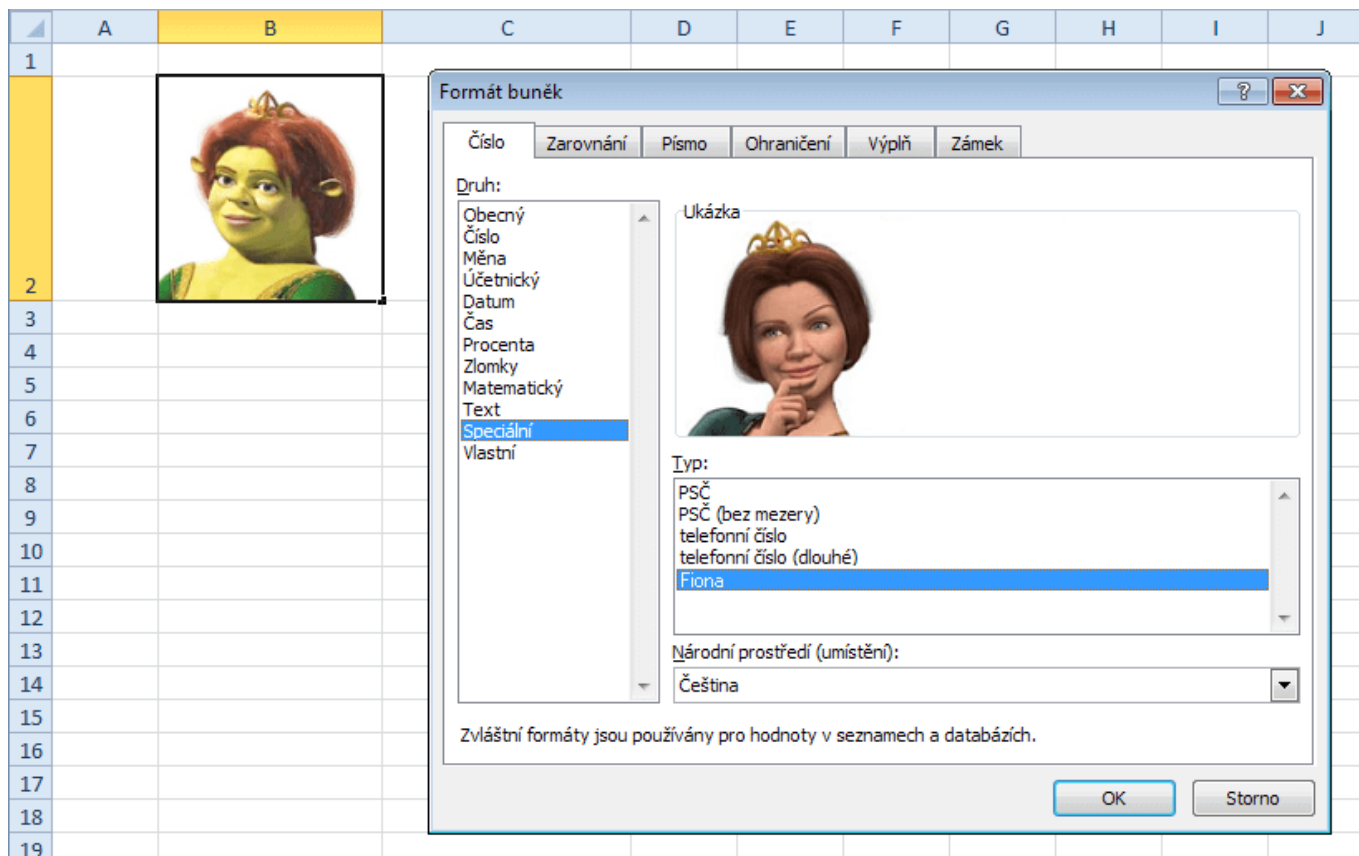 A B C D E F G H I J
1
2
3
4
5
6
7
8
9
10
11
12
13
14
15
16
17
18
19
Formát buněk
?
Číslo Zarovnání Písmo Ohraničení Výplň Zámek
Druh:
Obecný
Číslo
Měna
Účetnický
Datum
Čas
Procenta
Zlomky
Matematický
Text
Speciální
Vlastní
Ukázka
Typ:
PSČ
PSČ (bez mezery)
telefonní číslo
telefonní číslo (dlouhé)
Fiona
Národní prostředí (umístění):
Čeština
Zvláštní formáty jsou používány pro hodnoty v seznamech a databázích.
OK Storno